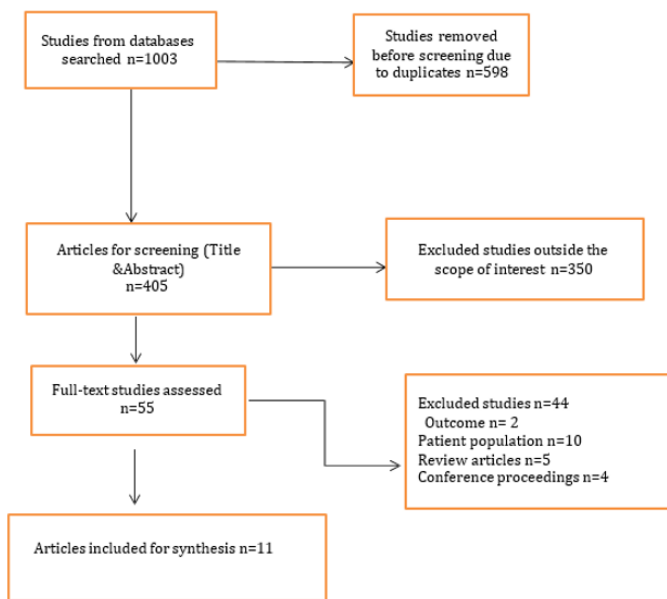 Studies from databases
searched n=1003
Studies removed
before screening due
to duplicates n=598
Articles for screening (Title
&Abstract)
n=405
Excluded studies outside the
scope of interest n=350
Full-text studies assessed
n=55
Excluded studies n=44
Outcome n= 2
Patient population n=10
Review articles n=5
Conference proceedings n=4
Articles included for synthesis n=11